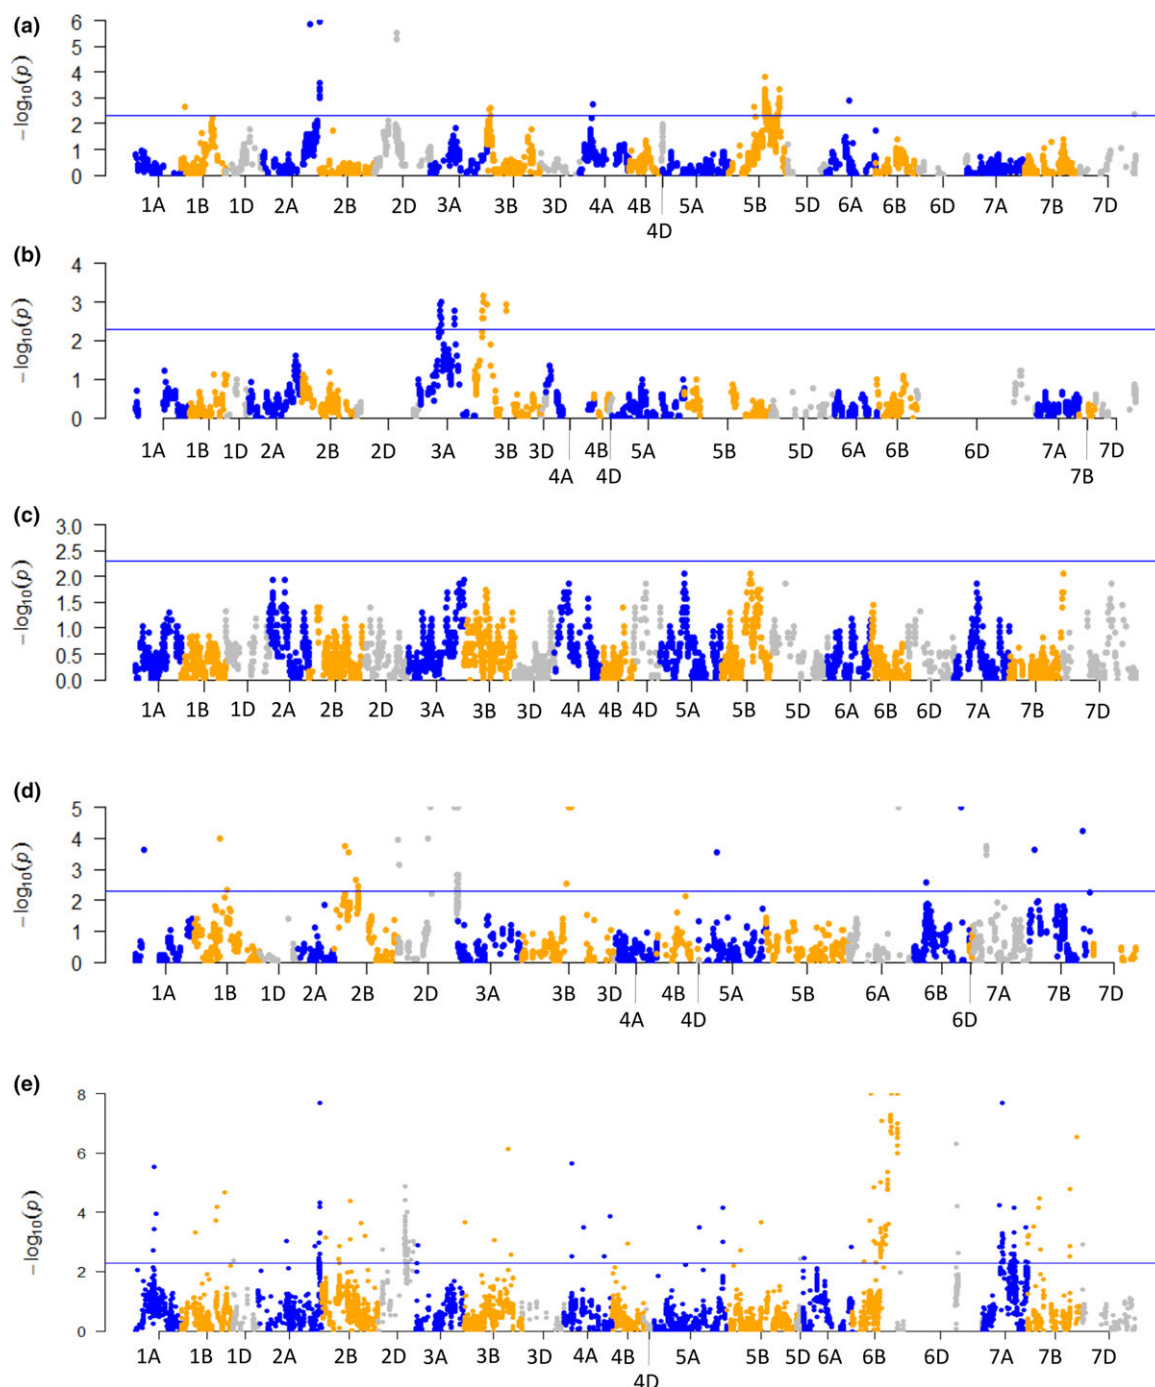 (a)
6
5
4
3
2
1
0
−log10(p)
1A 1B 1D 2A 2B 2D 3A 3B 3D 4A 4B 5A 5B 5D 6A 6B 6D 7A 7B 7D
4D
(b)
4
3
2
1
0
−log10(p)
1A 1B 1D 2A 2B 2D 3A 3B 3D 4B 5A 5B 5D 6A 6B 6D 7A 7D
4A 4D 7B
(c)
3.0
2.5
2.0
1.5
1.0
0.5
0.0
−log10(p)
1A 1B 1D 2A 2B 2D 3A 3B 3D 4A 4B 4D 5A 5B 5D 6A 6B 6D 7A 7B 7D
(d)
5
4
3
2
1
0
−log10(p)
1A 1B 1D 2A 2B 2D 3A 3B 3D 4B 5A 5B 6A 6B 7A 7B 7D
4A 4D 6D
(e)
8
6
4
2
0
−log10(p)
1A 1B 1D 2A 2B 2D 3A 3B 3D 4A 4B 5A 5B 5D 6A 6B 6D 7A 7B 7D
4D